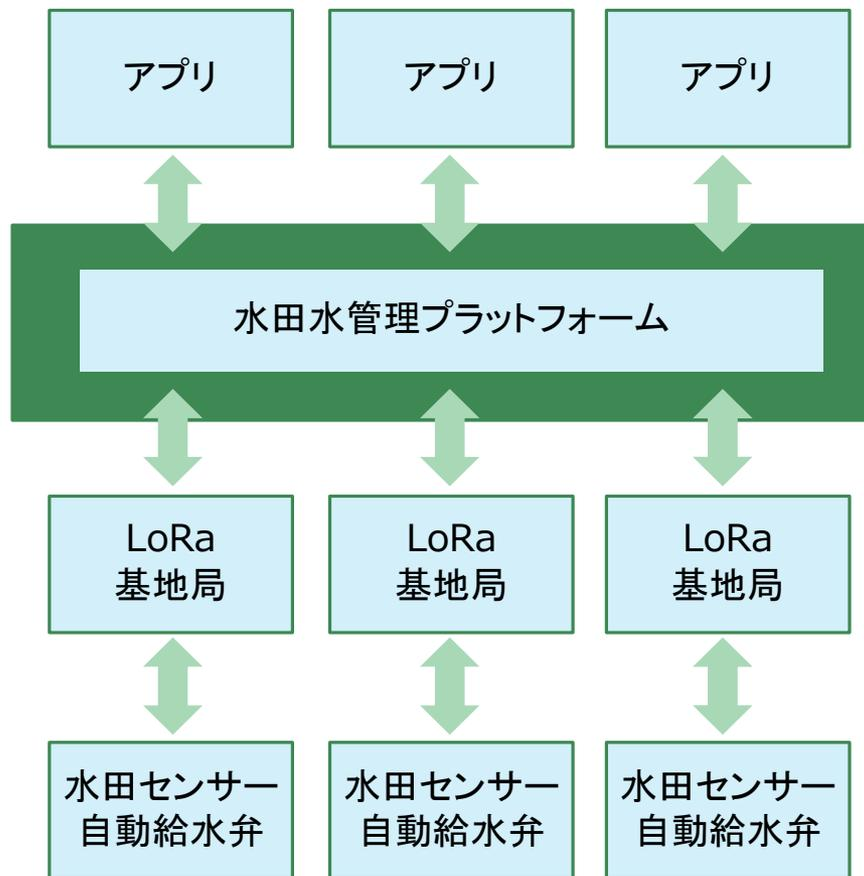 アプリ
アプリ
アプリ
水田水管理プラットフォーム
LoRa
基地局
LoRa
基地局
LoRa
基地局
水田センサー
自動給水弁
水田センサー
自動給水弁
水田センサー
自動給水弁